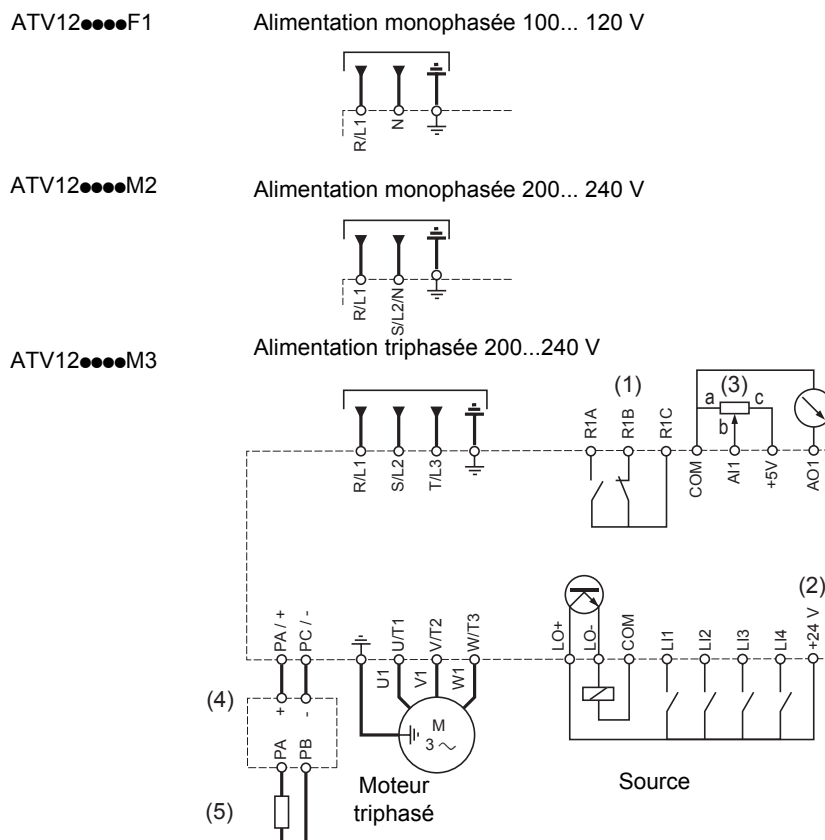 ATV12●●●●F1
Alimentation monophasée 100... 120 V
R/L1
N
ATV12●●●●M2
Alimentation monophasée 200... 240 V
R/L1
S/L2/N
ATV12●●●●M3
Alimentation triphasée 200...240 V
(1)
(3)
a
c
b
R/L1
S/L2
T/L3
R1A
R1B
R1C
COM
AI1
+5V
AO1
(2)
PA / +
PC / -
U/T1
V/T2
W/T3
LO+
LO-
COM
LI1
LI2
LI3
LI4
+24 V
U1
V1
W1
(4)
+
-
M
3 ~
PA
PB
Moteur
triphasé
Source
(5)